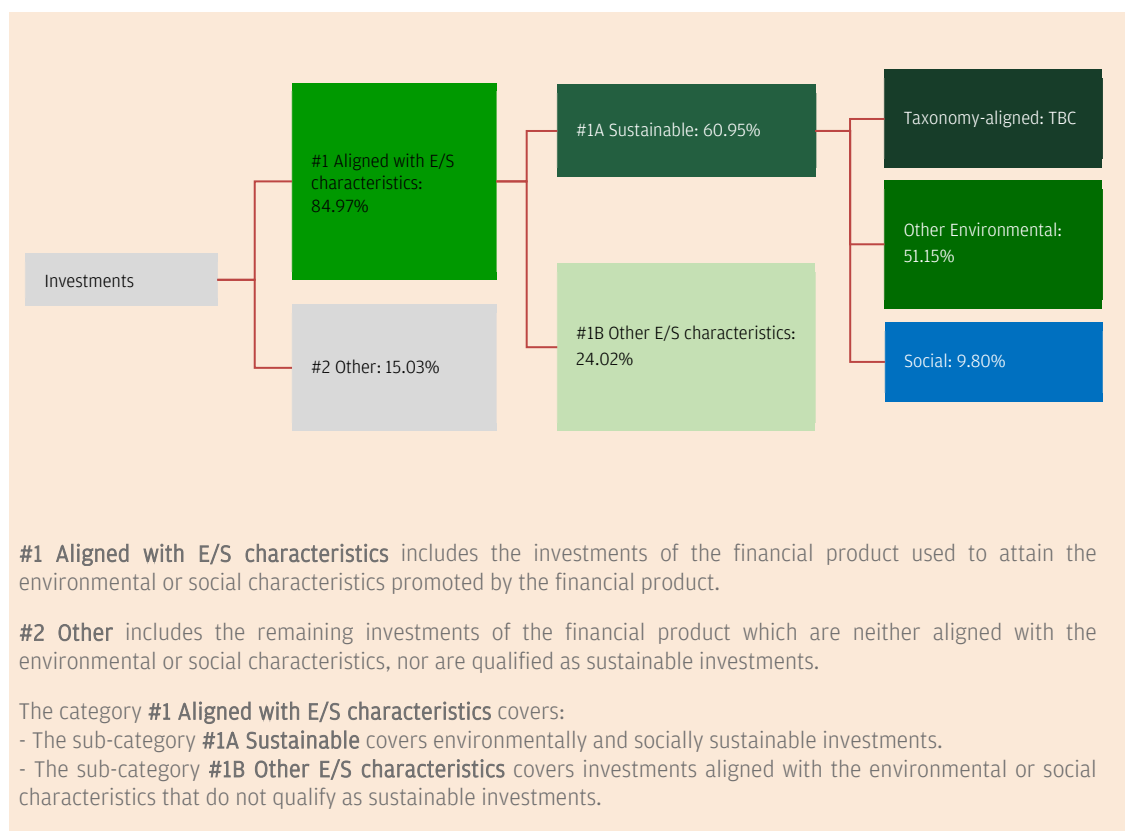 Investments
#1 Aligned with E/S
characteristics:
84.97%
#2 Other: 15.03%
#1A Sustainable: 60.95%
#1B Other E/S characteristics:
24.02%
Taxonomy-aligned: TBC
Other Environmental:
51.15%
Social: 9.80%
#1 Aligned with E/S characteristics includes the investments of the financial product used to attain the
environmental or social characteristics promoted by the financial product.
#2 Other includes the remaining investments of the financial product which are neither aligned with the
environmental or social characteristics, nor are qualified as sustainable investments.
The category #1 Aligned with E/S characteristics covers:
- The sub-category #1A Sustainable covers environmentally and socially sustainable investments.
- The sub-category #1B Other E/S characteristics covers investments aligned with the environmental or social
characteristics that do not qualify as sustainable investments.